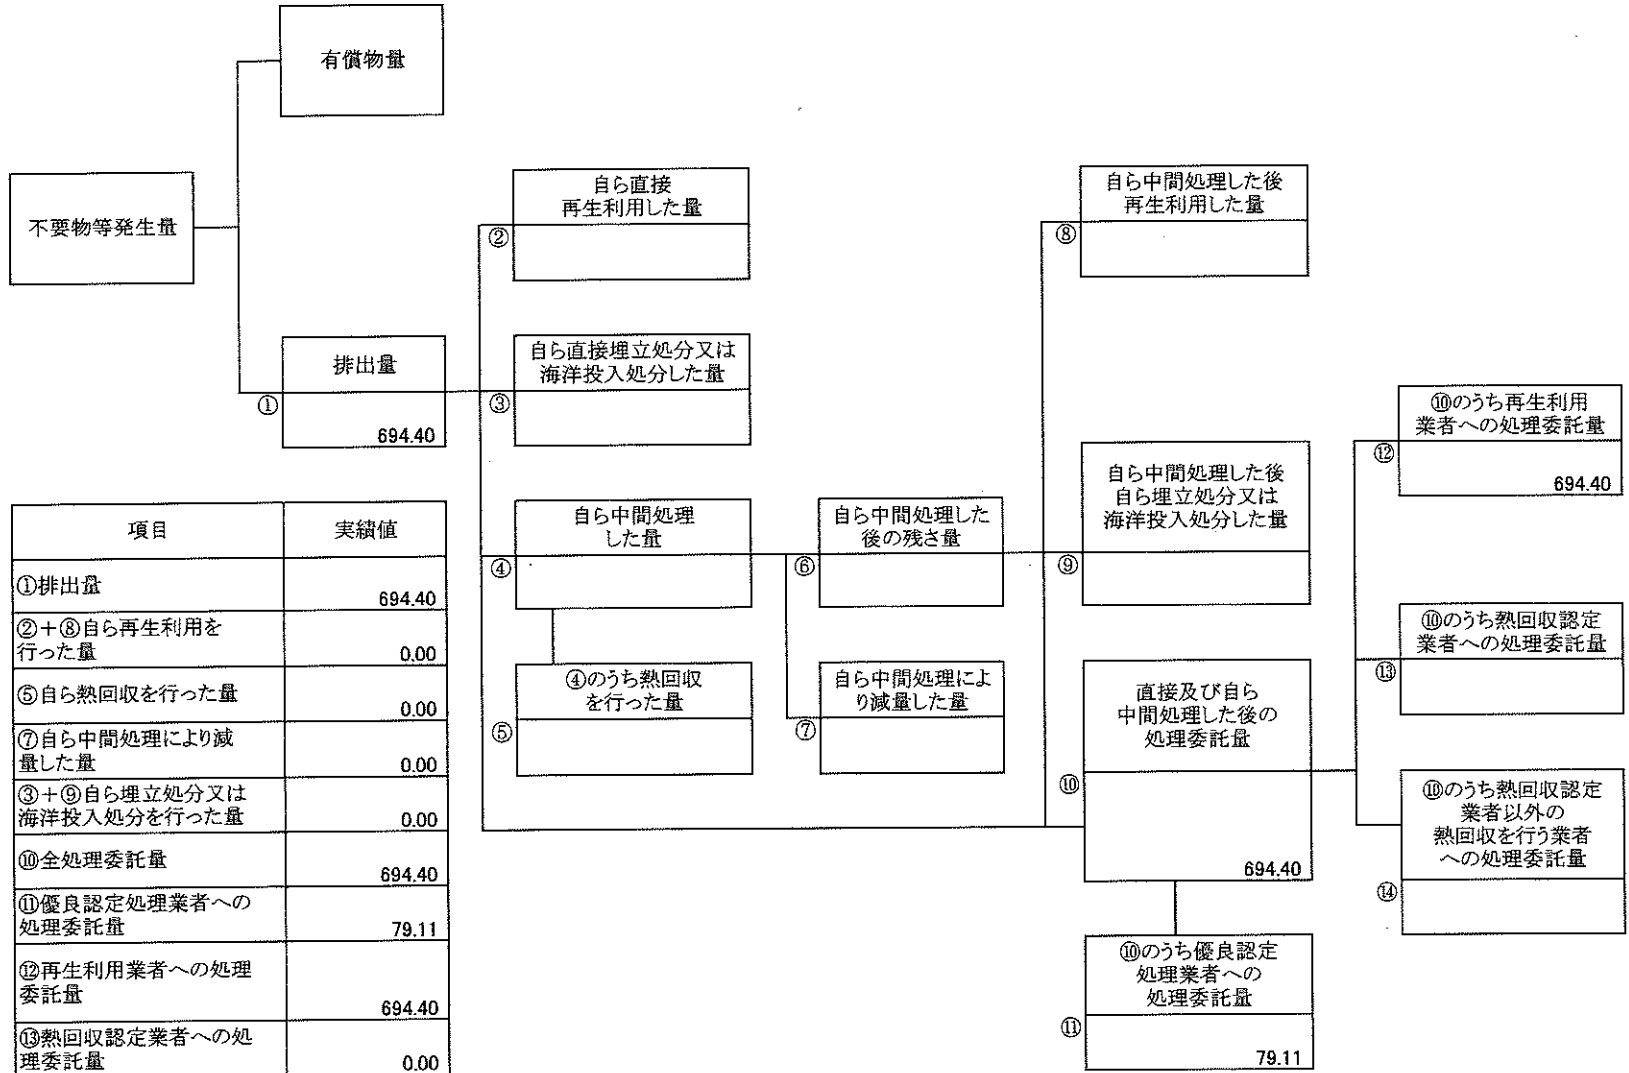 有償物量
不要物等発生量
排出量
①
694.40
自ら直接
再生利用した量
②
自ら直接埋立処分又は
海洋投入処分した量
③
自ら中間処理
した量
④
④のうち熱回収
を行った量
⑤
自ら中間処理した
後の残さ量
⑥
自ら中間処理によ
り減量した量
⑦
自ら中間処理した後
再生利用した量
⑧
自ら中間処理した後
自ら埋立処分又は
海洋投入処分した量
⑨
直接及び自ら
中間処理した後の
処理委託量
⑩
694.40
⑩のうち優良認定
処理業者への
処理委託量
⑪
79.11
⑩のうち再生利用
業者への処理委託量
⑫
694.40
⑩のうち熱回収認定
業者への処理委託量
⑬
⑩のうち熱回収認定
業者以外の
熱回収を行う業者
への処理委託量
⑭
項目 実績値
①排出量 694.40
②+⑧自ら再生利用を
行った量 0.00
⑤自ら熱回収を行った量 0.00
⑦自ら中間処理により減
量した量 0.00
③+⑨自ら埋立処分又は
海洋投入処分を行った量 0.00
⑩全処理委託量 694.40
⑪優良認定処理業者への
処理委託量 79.11
⑫再生利用業者への処理
委託量 694.40
⑬熱回収認定業者への処
理委託量 0.00